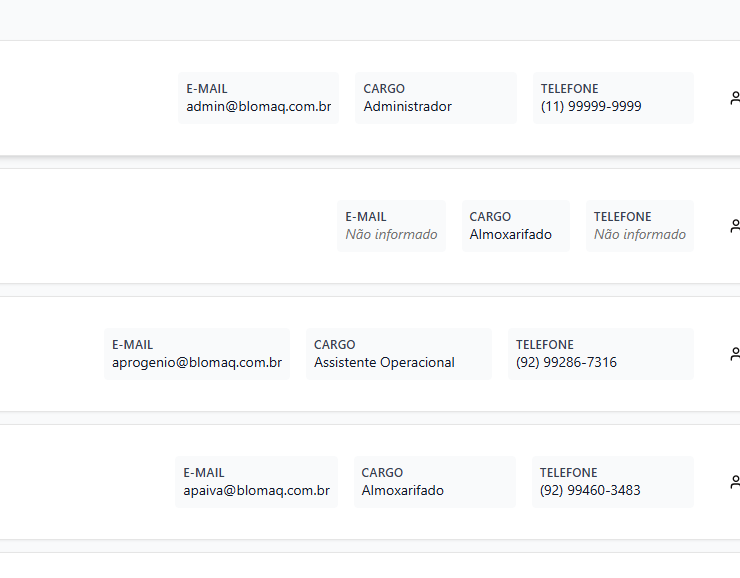 E-MAIL CARGO TELEFONE
admin@blomaq.com.br Administrador (11) 99999-9999
E-MAIL CARGO TELEFONE
Não informado Almoxarifado Não informado
E-MAIL CARGO TELEFONE
aprogenio@blomaq.com.br Assistente Operacional (92) 99286-7316
E-MAIL CARGO TELEFONE
apaiva@blomaq.com.br Almoxarifado (92) 99460-3483